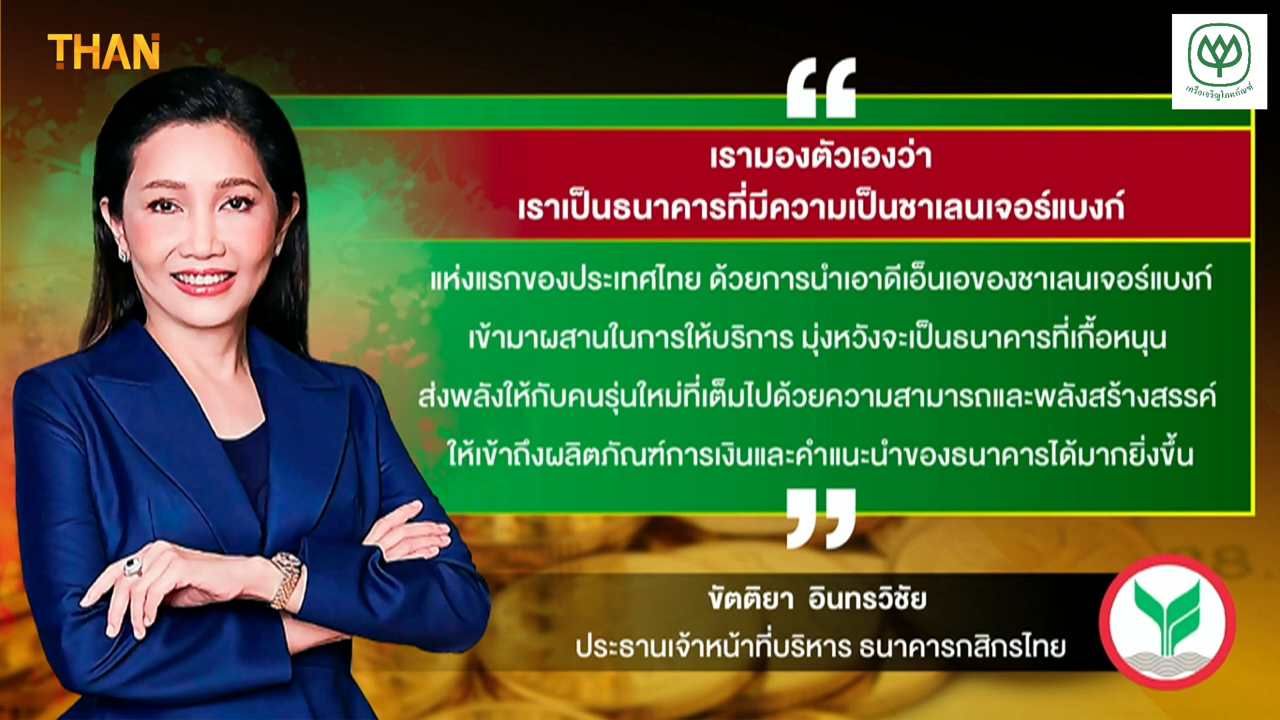 THAN
เครือเจริญโภคภัณฑ์
“
เรามองตัวเองว่า
เราเป็นธนาคารที่มีความเป็นชาเลนเจอร์แบงก์
แห่งแรกของประเทศไทย ด้วยการนำเอาดีเอ็นเอของชาเลนเจอร์แบงก์
เข้ามาผสานในการให้บริการ มุ่งหวังจะเป็นธนาคารที่เกื้อหนุน
ส่งพลังให้กับคนรุ่นใหม่ที่เต็มไปด้วยความสามารถและพลังสร้างสรรค์
ให้เข้าถึงผลิตภัณฑ์การเงินและคำแนะนำของธนาคารได้มากยิ่งขึ้น
”
ขัตติยา อินทรวิชัย
ประธานเจ้าหน้าที่บริหาร ธนาคารกสิกรไทย